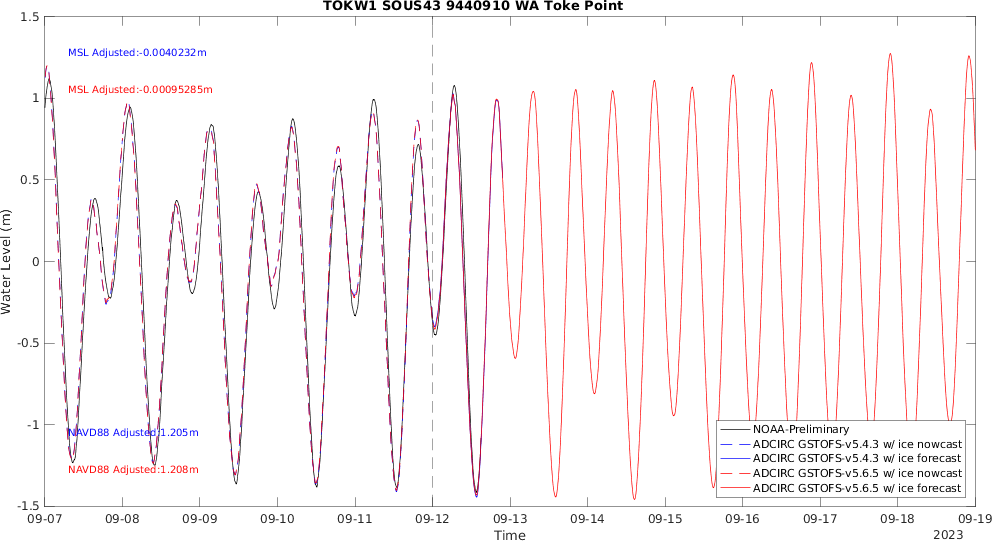 TOKW1 SOUS43 9440910 WA Toke Point
1.5
1
0.5
0
-0.5
-1
-1.5
Water Level (m)
MSL Adjusted:-0.0040232m
MSL Adjusted:-0.00095285m
NAVD88 Adjusted:1.205m
NAVD88 Adjusted:1.208m
NOAA-Preliminary
ADCIRC GSTOFS-v5.4.3 w/ ice nowcast
ADCIRC GSTOFS-v5.4.3 w/ ice forecast
ADCIRC GSTOFS-v5.6.5 w/ ice nowcast
ADCIRC GSTOFS-v5.6.5 w/ ice forecast
09-07 09-08 09-09 09-10 09-11 09-12 09-13 09-14 09-15 09-16 09-17 09-18 09-19
Time
2023